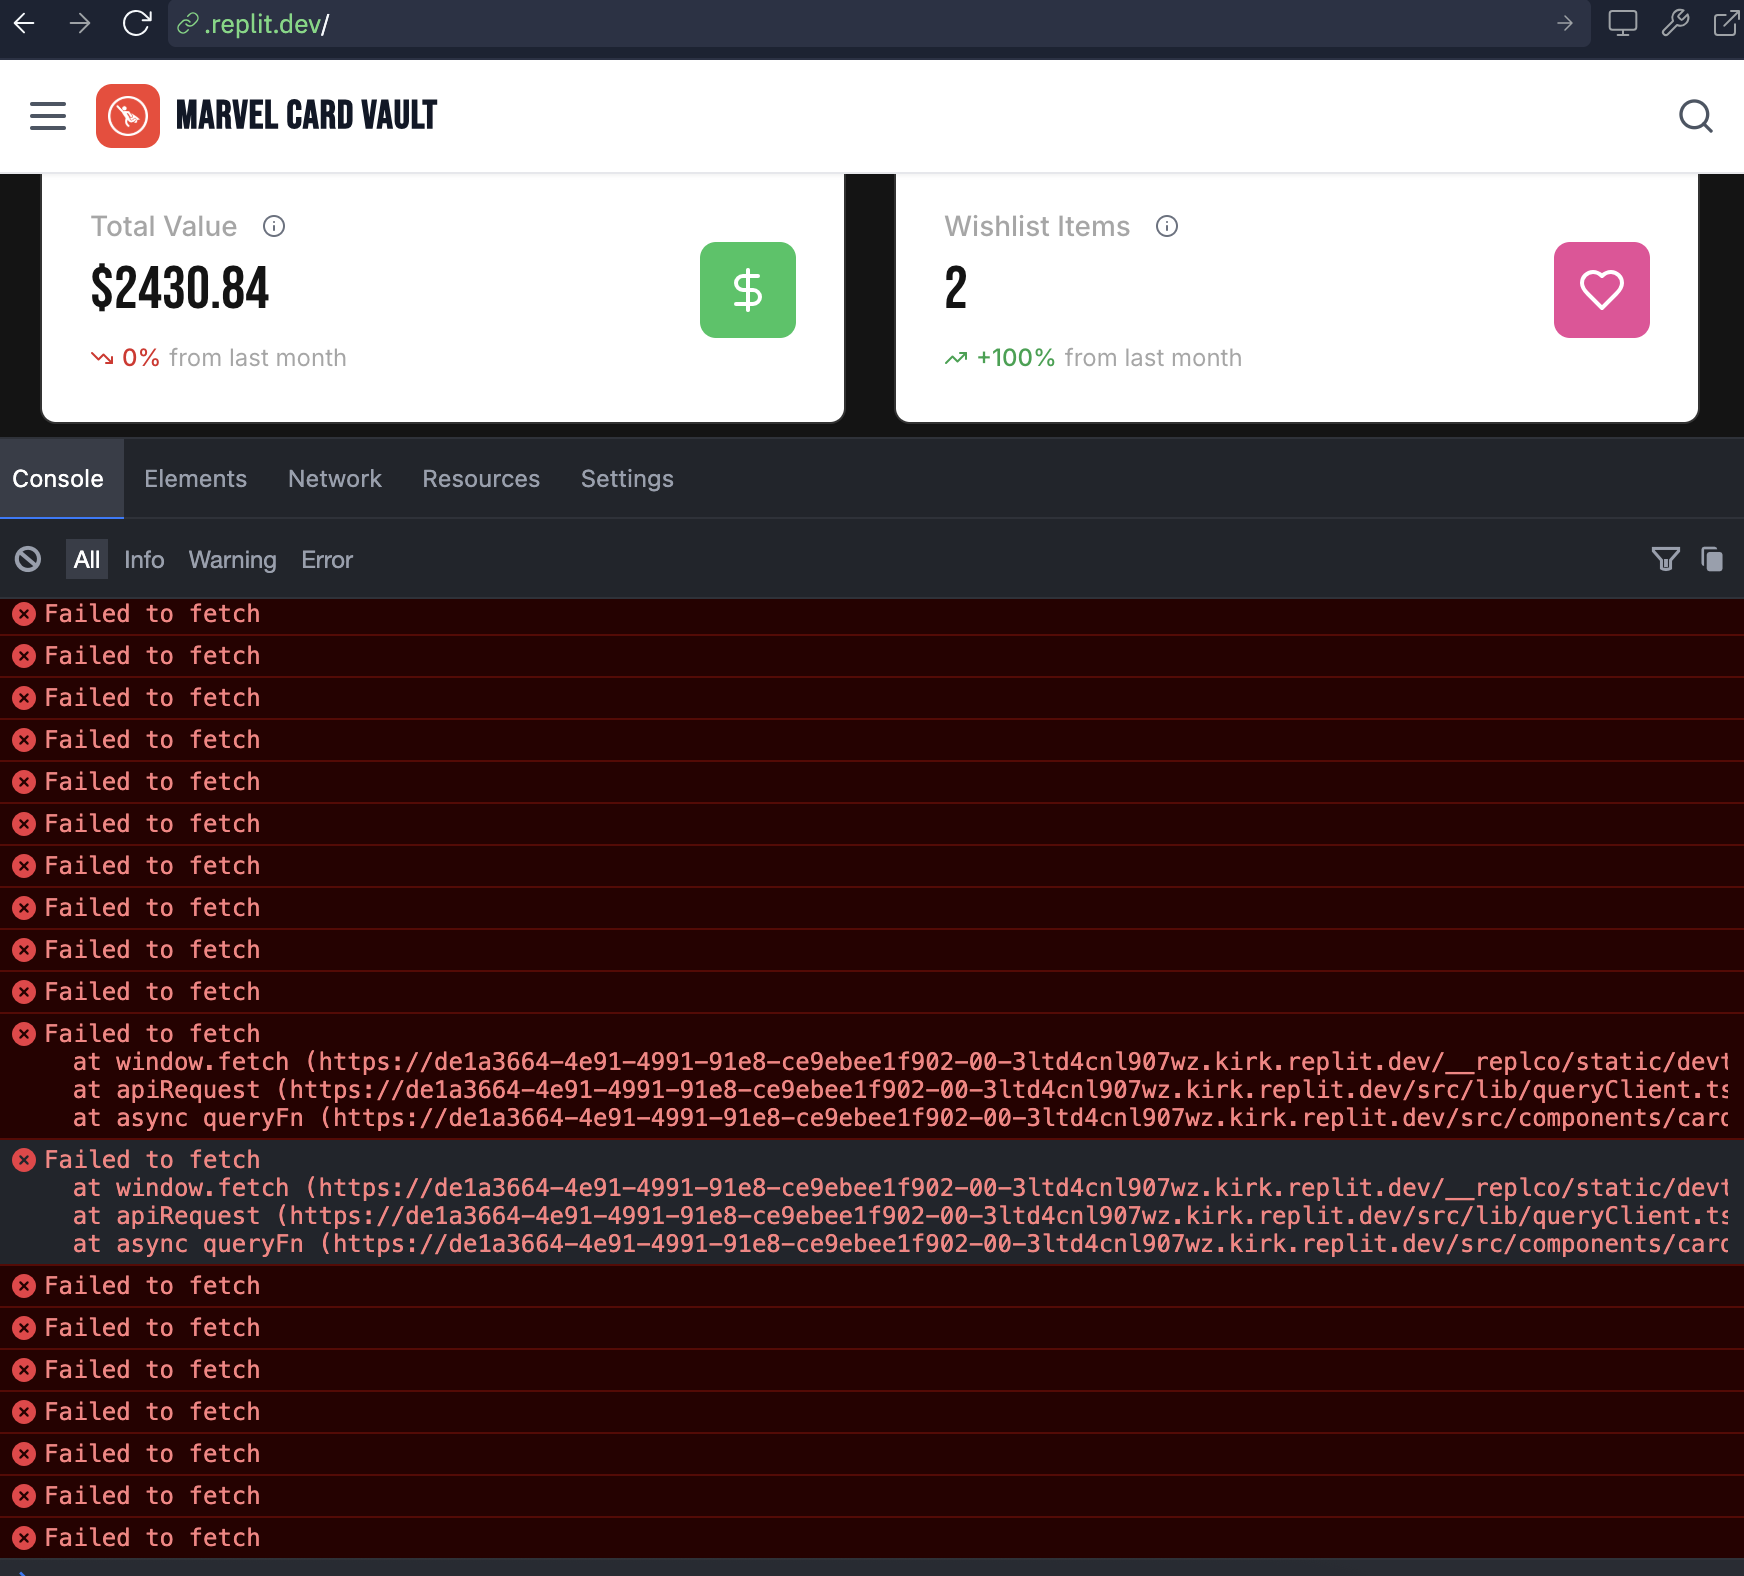 .replit.dev/
MARVEL CARD VAULT
Total Value
$2430.84
0% from last month
Wishlist Items
2
+100% from last month
Console Elements Network Resources Settings
All Info Warning Error
Failed to fetch
Failed to fetch
Failed to fetch
Failed to fetch
Failed to fetch
Failed to fetch
Failed to fetch
Failed to fetch
Failed to fetch
Failed to fetch
Failed to fetch
at window.fetch (https://de1a3664-4e91-4991-91e8-ce9ebee1f902-00-3ltd4cnl907wz.kirk.replit.dev/__replco/static/devt
at apiRequest (https://de1a3664-4e91-4991-91e8-ce9ebee1f902-00-3ltd4cnl907wz.kirk.replit.dev/src/lib/queryClient.ts
at async queryFn (https://de1a3664-4e91-4991-91e8-ce9ebee1f902-00-3ltd4cnl907wz.kirk.replit.dev/src/components/card
Failed to fetch
at window.fetch (https://de1a3664-4e91-4991-91e8-ce9ebee1f902-00-3ltd4cnl907wz.kirk.replit.dev/__replco/static/devt
at apiRequest (https://de1a3664-4e91-4991-91e8-ce9ebee1f902-00-3ltd4cnl907wz.kirk.replit.dev/src/lib/queryClient.ts
at async queryFn (https://de1a3664-4e91-4991-91e8-ce9ebee1f902-00-3ltd4cnl907wz.kirk.replit.dev/src/components/card
Failed to fetch
Failed to fetch
Failed to fetch
Failed to fetch
Failed to fetch
Failed to fetch
Failed to fetch